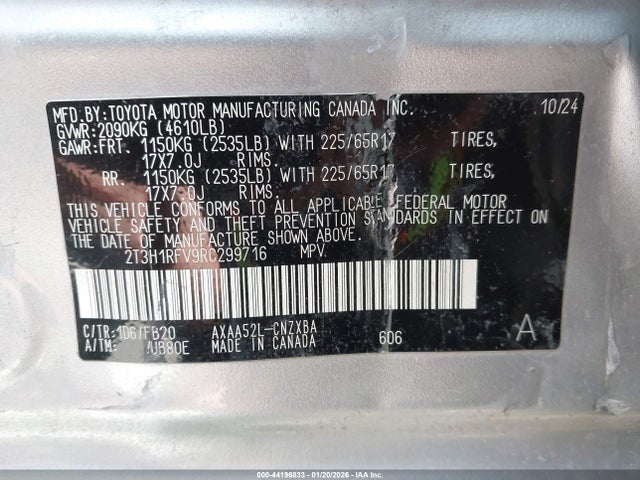 MFD.BY:TOYOTA MOTOR MANUFACTURING CANADA INC. 10/24
GVWR:2090KG (4610LB)
GAWR:FRT. 1150KG (2535LB) WITH 225/65R17 TIRES,
17X7.0J RIMS.
RR. 1150KG (2535LB) WITH 225/65R17 TIRES,
17X7.0J RIMS.
THIS VEHICLE CONFORMS TO ALL APPLICABLE FEDERAL MOTOR
VEHICLE SAFETY AND THEFT PREVENTION STANDARDS IN EFFECT ON
THE DATE OF MANUFACTURE SHOWN ABOVE.
2T3H1RFV9RC299716 MPV.
C/TR:1D6/FB20 AXAA52L-CNZXBA
A/TM: /UB80E MADE IN CANADA 606 A
000-44196833 - 01/20/2026 - IAA Inc.